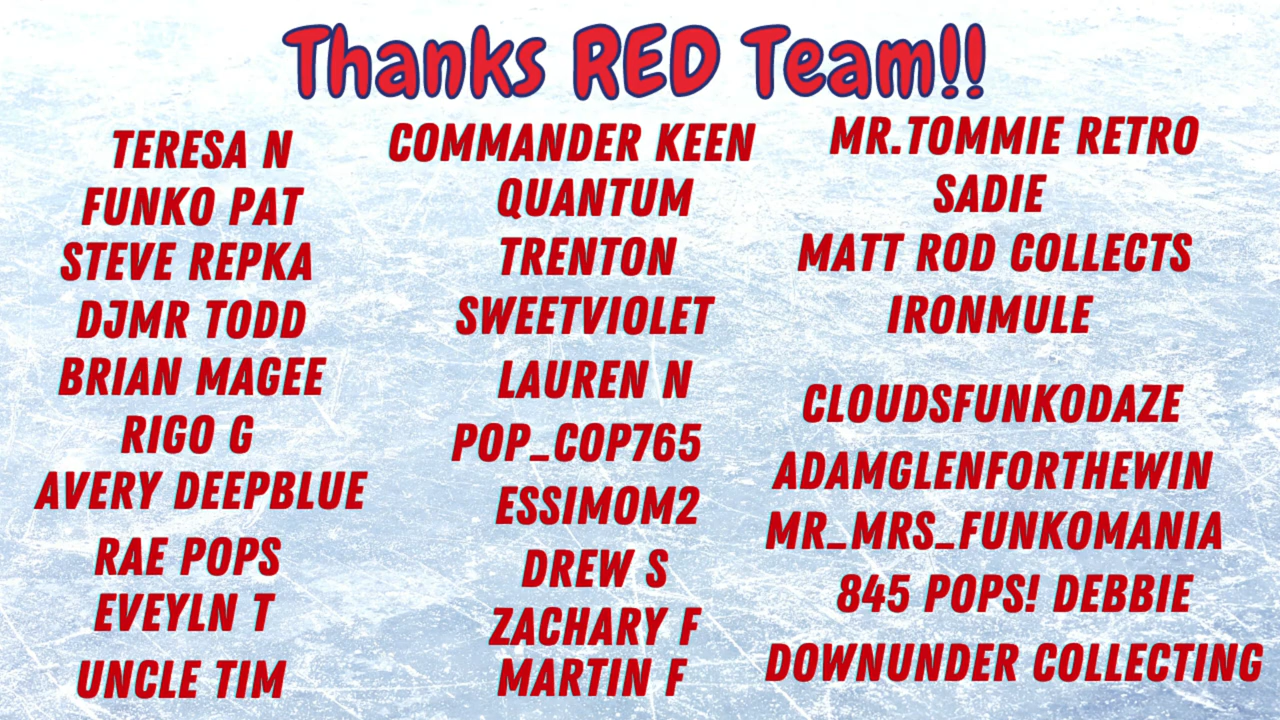 Thanks RED Team!!
TERESA N
FUNKO PAT
STEVE REPKA
DJMR TODD
BRIAN MAGEE
RIGO G
AVERY DEEPBLUE
RAE POPS
EVEYLN T
UNCLE TIM
COMMANDER KEEN
QUANTUM
TRENTON
SWEETVIOLET
LAUREN N
POP_COP765
ESSIMOM2
DREW S
ZACHARY F
MARTIN F
MR.TOMMIE RETRO
SADIE
MATT ROD COLLECTS
IRONMULE
CLOUDSFUNKODAZE
ADAMGLENFORTHEWIN
MR_MRS_FUNKOMANIA
845 POPS! DEBBIE
DOWNUNDER COLLECTING